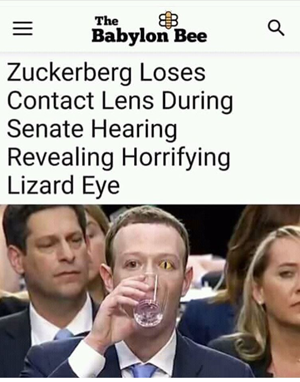 The
Babylon Bee
Zuckerberg Loses
Contact Lens During
Senate Hearing
Revealing Horrifying
Lizard Eye